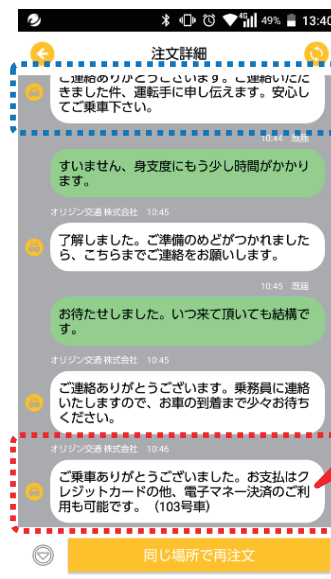 49% 13:40
注文詳細
ご連絡ありがとうございます。ご連絡いただ
きました件、運転手に申し伝えます。安心し
てご乗車下さい。
10:44 既届
すいません、身支度にもう少し時間がかかり
ます。
オリジン交通 株式会社 10:45
了解しました。ご準備のめどがつかれました
ら、こちらまでご連絡をお願いします。
10:45 既届
お待たせしました。いつ来て頂いても結構で
す。
オリジン交通 株式会社 10:45
ご連絡ありがとうございます。乗務員に連絡
いたしますので、お車の到着まで少々お待ち
ください。
オリジン交通 株式会社 10:46
ご乗車ありがとうございました。お支払はク
レジットカードの他、電子マネー決済のご利
用も可能です。（103号車）
同じ場所で再注文